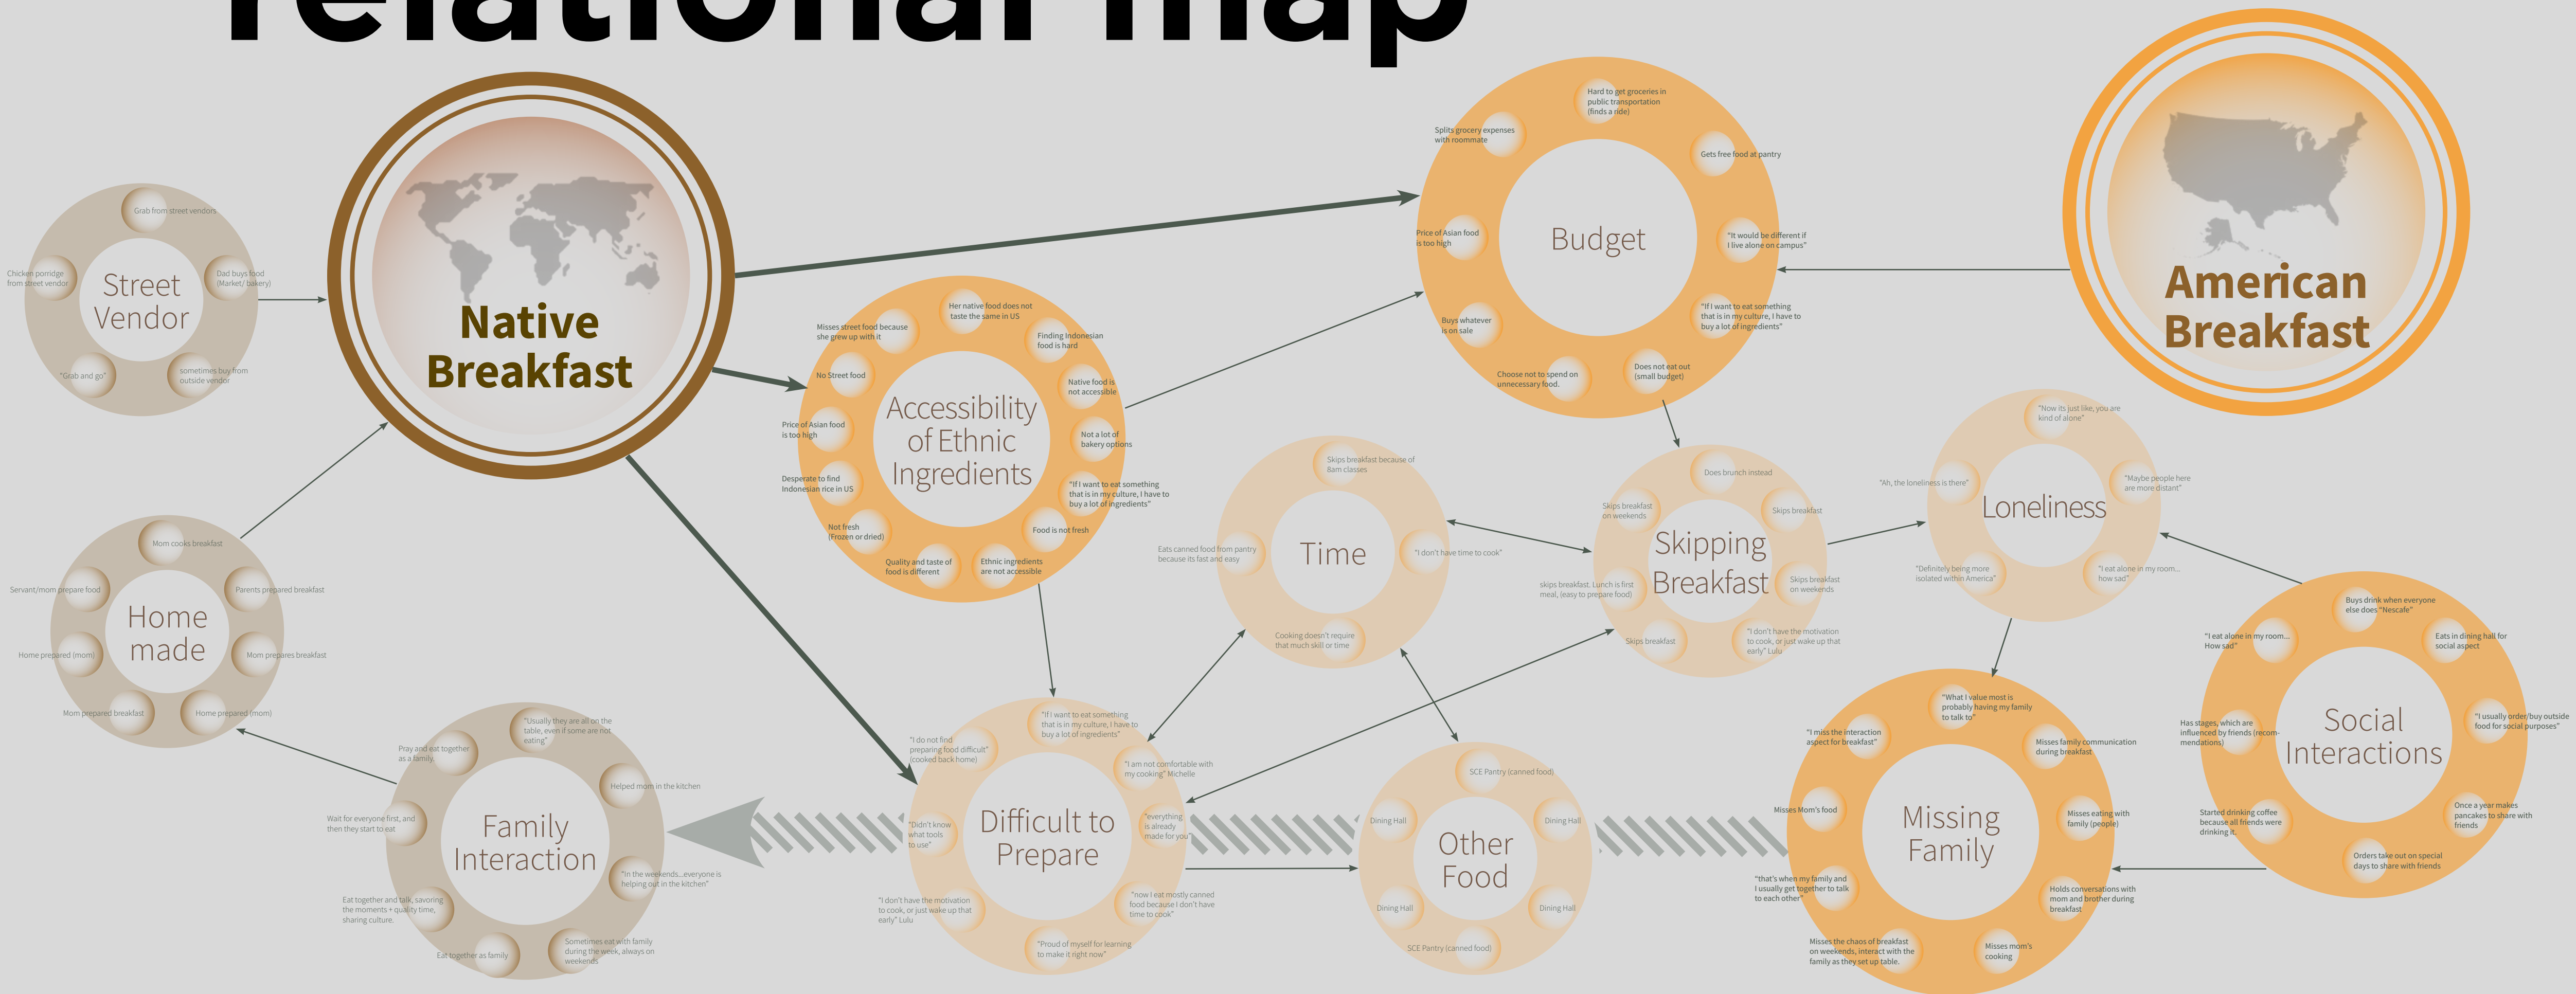 relational map
Grab from street vendors
Chicken porridge
from street vendor
Dad buys food
(Market/ bakery)
Street
Vendor
"Grab and go"
sometimes buy from
outside vendor
Native
Breakfast
Mom cooks breakfast
Servant/mom prepare food
Parents prepared breakfast
Home
made
Home prepared (mom)
Mom prepares breakfast
Mom prepared breakfast
Home prepared (mom)
"Usually they are all on the
table, even if some are not
eating"
Pray and eat together
as a family.
Helped mom in the kitchen
Wait for everyone first, and
then they start to eat
Family
Interaction
"In the weekends...everyone is
helping out in the kitchen"
Eat together and talk, savoring
the moments + quality time,
sharing culture.
Eat together as family
Sometimes eat with family
during the week, always on
weekends
Her native food does not
taste the same in US
Misses street food because
she grew up with it
Finding Indonesian
food is hard
No Street food
Native food is
not accessible
Accessibility
of Ethnic
Ingredients
Price of Asian food
is too high
Not a lot of
bakery options
Desperate to find
Indonesian rice in US
"If I want to eat something
that is in my culture, I have to
buy a lot of ingredients"
Not fresh
(Frozen or dried)
Food is not fresh
Quality and taste of
food is different
Ethnic ingredients
are not accessible
"If I want to eat something
that is in my culture, I have to
buy a lot of ingredients"
"I do not find
preparing food difficult"
(cooked back home)
"I am not comfortable with
my cooking" Michelle
"Didn't know
what tools
to use"
"everything
is already
made for you"
Difficult to
Prepare
"I don't have the motivation
to cook, or just wake up that
early" Lulu
"now I eat mostly canned
food because I don't have
time to cook"
"Proud of myself for learning
to make it right now"
Skips breakfast because of
8am classes
Eats canned food from pantry
because its fast and easy
Time
"I don't have time to cook"
Cooking doesn't require
that much skill or time
SCE Pantry (canned food)
Dining Hall
Dining Hall
Other
Food
Dining Hall
Dining Hall
SCE Pantry (canned food)
Hard to get groceries in
public transportation
(finds a ride)
Splits grocery expenses
with roommate
Gets free food at pantry
Price of Asian food
is too high
Budget
"It would be different if
I live alone on campus"
Buys whatever
is on sale
"If I want to eat something
that is in my culture, I have to
buy a lot of ingredients"
Choose not to spend on
unnecessary food.
Does not eat out
(small budget)
Does brunch instead
Skips breakfast
on weekends
Skips breakfast
Skipping
Breakfast
skips breakfast. Lunch is first
meal, (easy to prepare food)
Skips breakfast
on weekends
Skips breakfast
"I don't have the motivation
to cook, or just wake up that
early" Lulu
American
Breakfast
"Now its just like, you are
kind of alone"
"Ah, the loneliness is there"
"Maybe people here
are more distant"
Loneliness
"Definitely being more
isolated within America"
"I eat alone in my room...
how sad"
"What I value most is
probably having my family
to talk to"
"I miss the interaction
aspect for breakfast"
Misses family communication
during breakfast
Misses Mom's food
Misses eating with
family (people)
Missing
Family
"that's when my family and
I usually get together to talk
to each other"
Holds conversations with
mom and brother during
breakfast
Misses the chaos of breakfast
on weekends, interact with the
family as they set up table.
Misses mom's
cooking
Buys drink when everyone
else does "Nescafe"
"I eat alone in my room...
How sad"
Eats in dining hall for
social aspect
Has stages, which are
influenced by friends (recom-
mendations)
"I usually order/buy outside
food for social purposes"
Social
Interactions
Started drinking coffee
because all friends were
drinking it.
Once a year makes
pancakes to share with
friends
Orders take out on special
days to share with friends